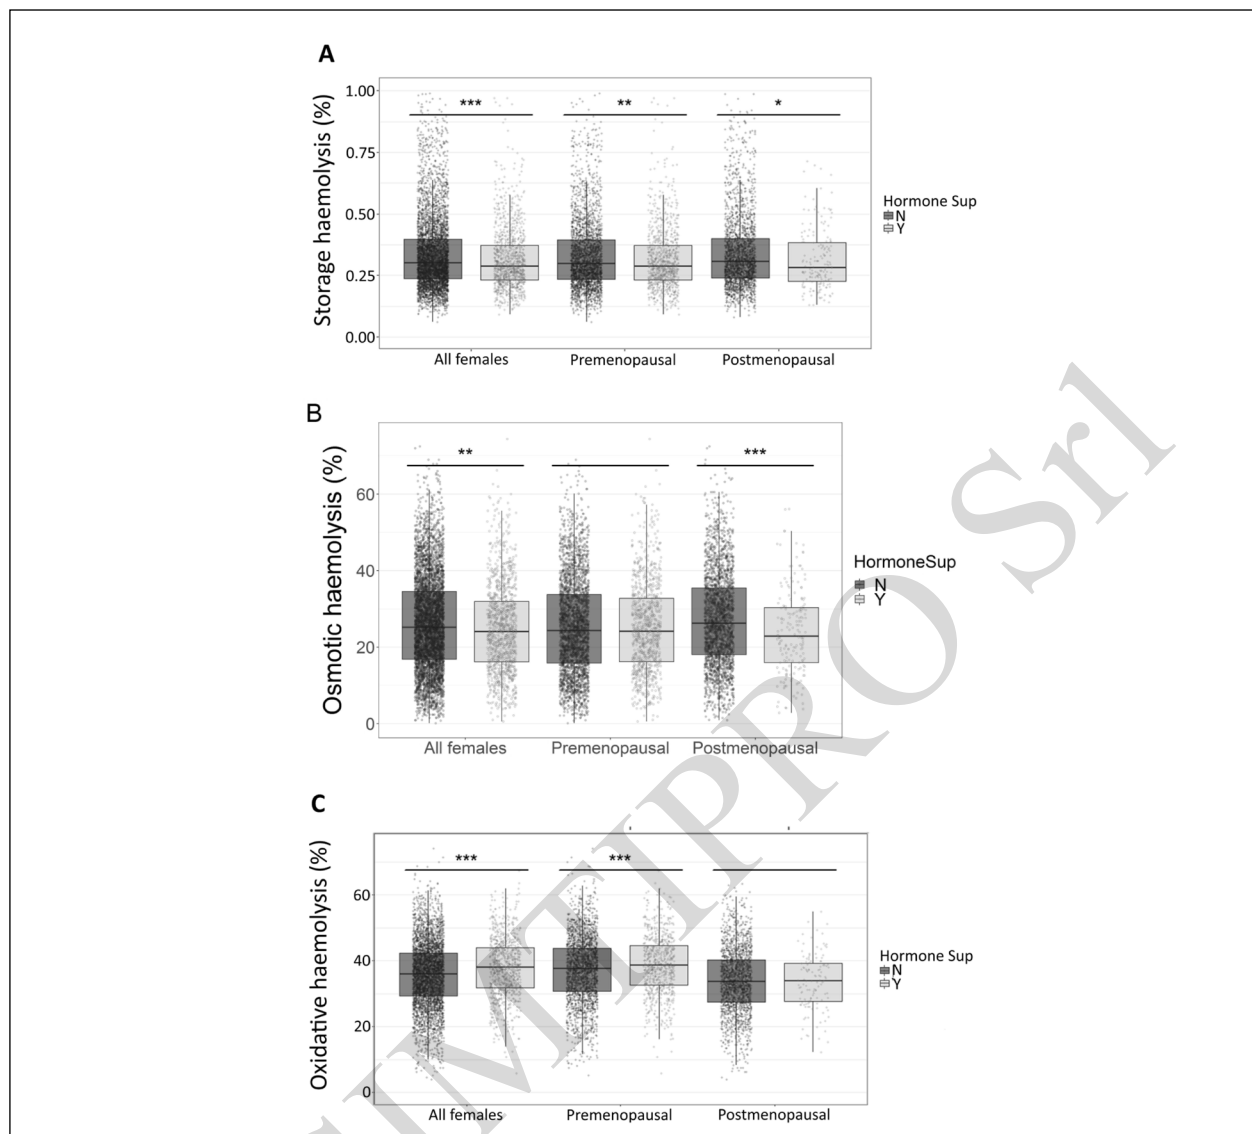 A
Storage haemolysis (%)
1.00
0.75
0.50
0.25
0.00
*** ** *
All females Premenopausal Postmenopausal
Hormone Sup
N
Y
B
Osmotic haemolysis (%)
60
40
20
0
** ***
All females Premenopausal Postmenopausal
HormoneSup
N
Y
C
Oxidative haemolysis (%)
60
40
20
0
*** ***
All females Premenopausal Postmenopausal
Hormone Sup
N
Y
SIMTIPRO Srl